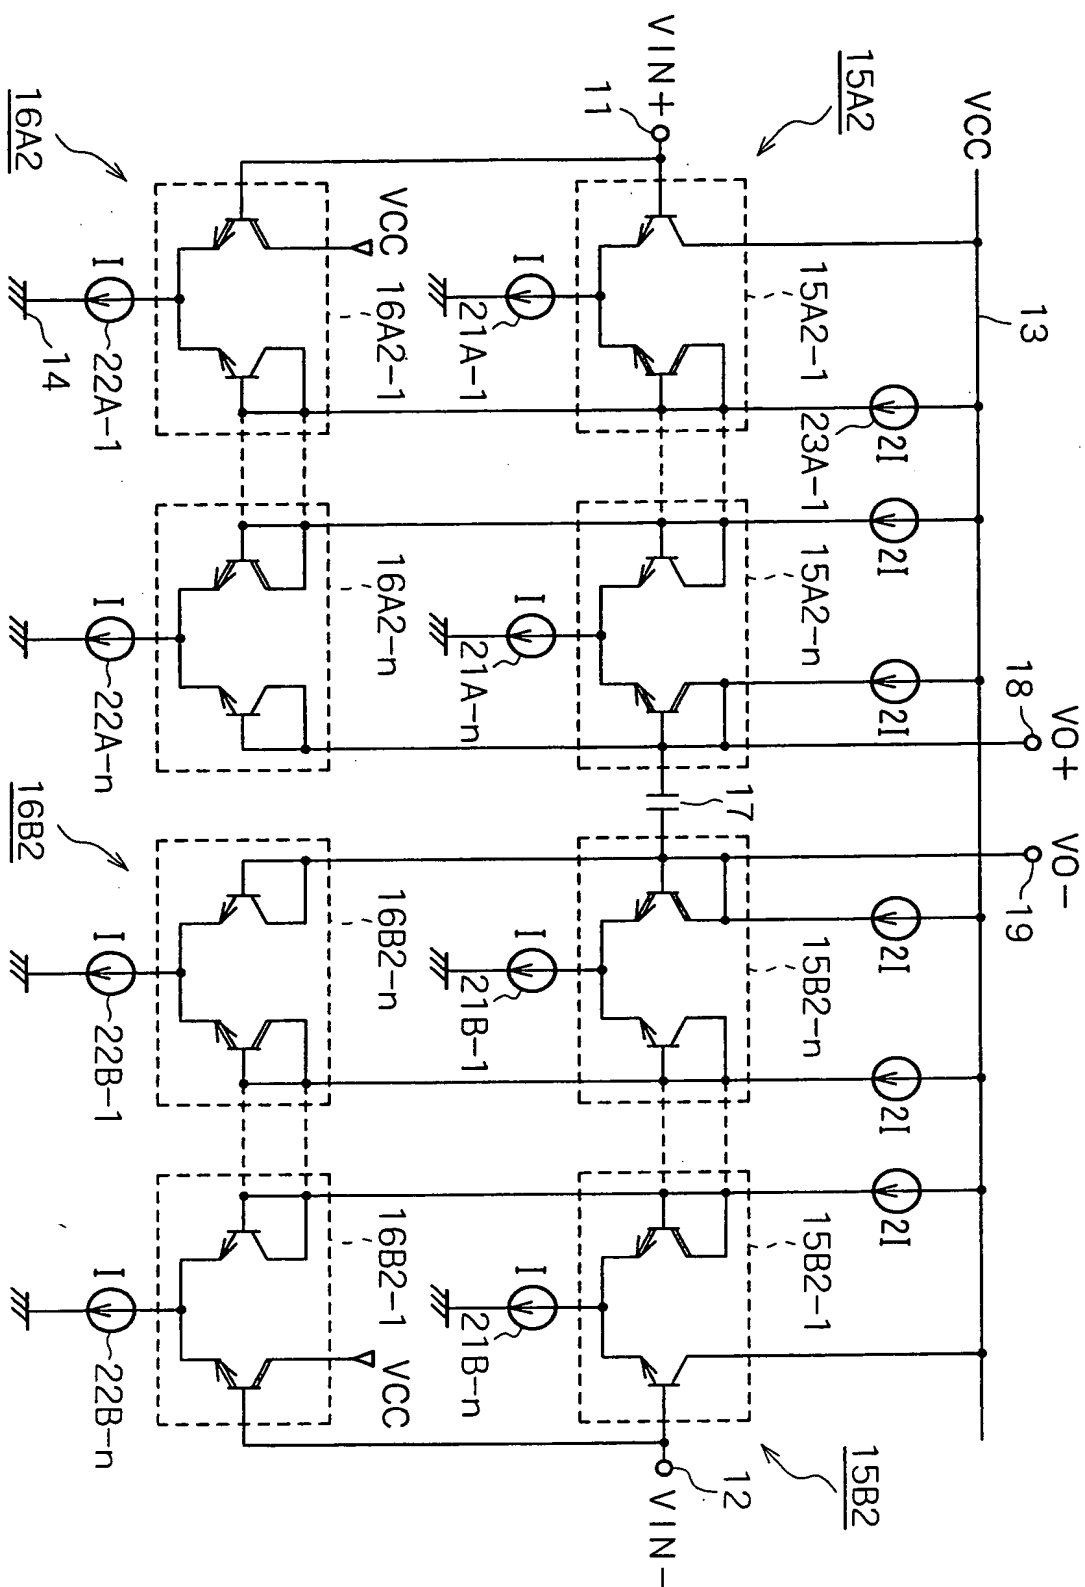 VCC
13
2I
23A-1
2I
2I
18
VO+
VO-
19
2I
2I
2I
15A2
15A2-1
15A2-n
17
15B2-n
15B2-1
15B2
VIN+
11
12
VIN-
I
21A-1
I
21A-n
I
21B-1
I
21B-n
VCC
16A2-1
16A2-n
16B2-n
16B2-1
VCC
16A2
I
22A-1
14
I
22A-n
16B2
I
22B-1
I
22B-n